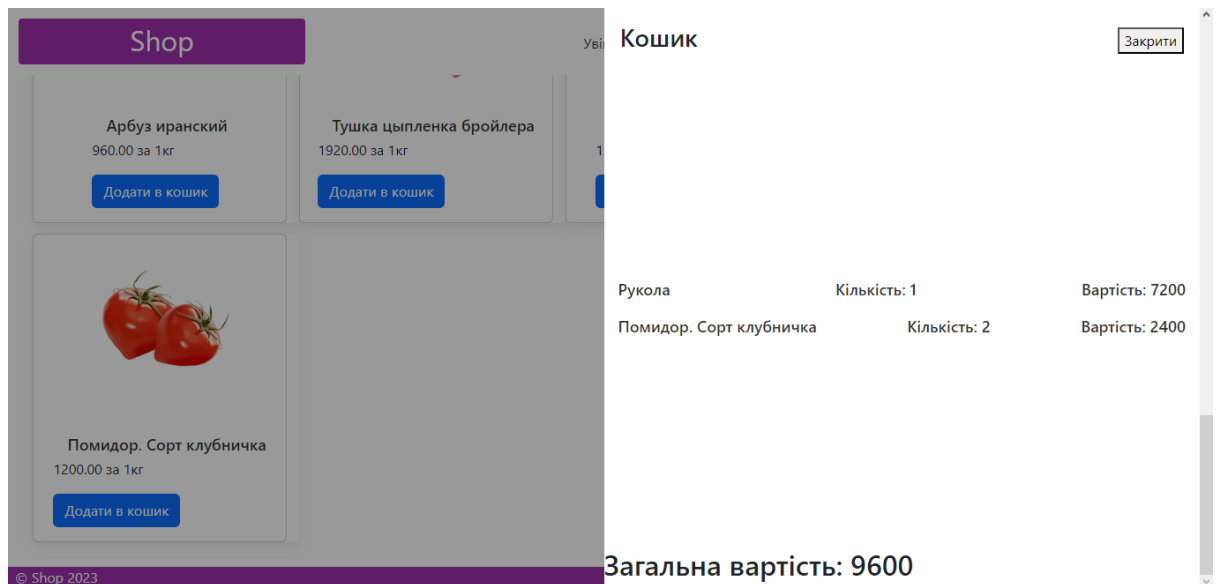 Shop
Уві
Арбуз иранский
960.00 за 1кг
Додати в кошик
Тушка цыпленка бройлера
1920.00 за 1кг
Додати в кошик
1
Помидор. Сорт клубничка
1200.00 за 1кг
Додати в кошик
© Shop 2023
Кошик
Закрити
Рукола Кількість: 1 Вартість: 7200
Помидор. Сорт клубничка Кількість: 2 Вартість: 2400
Загальна вартість: 9600